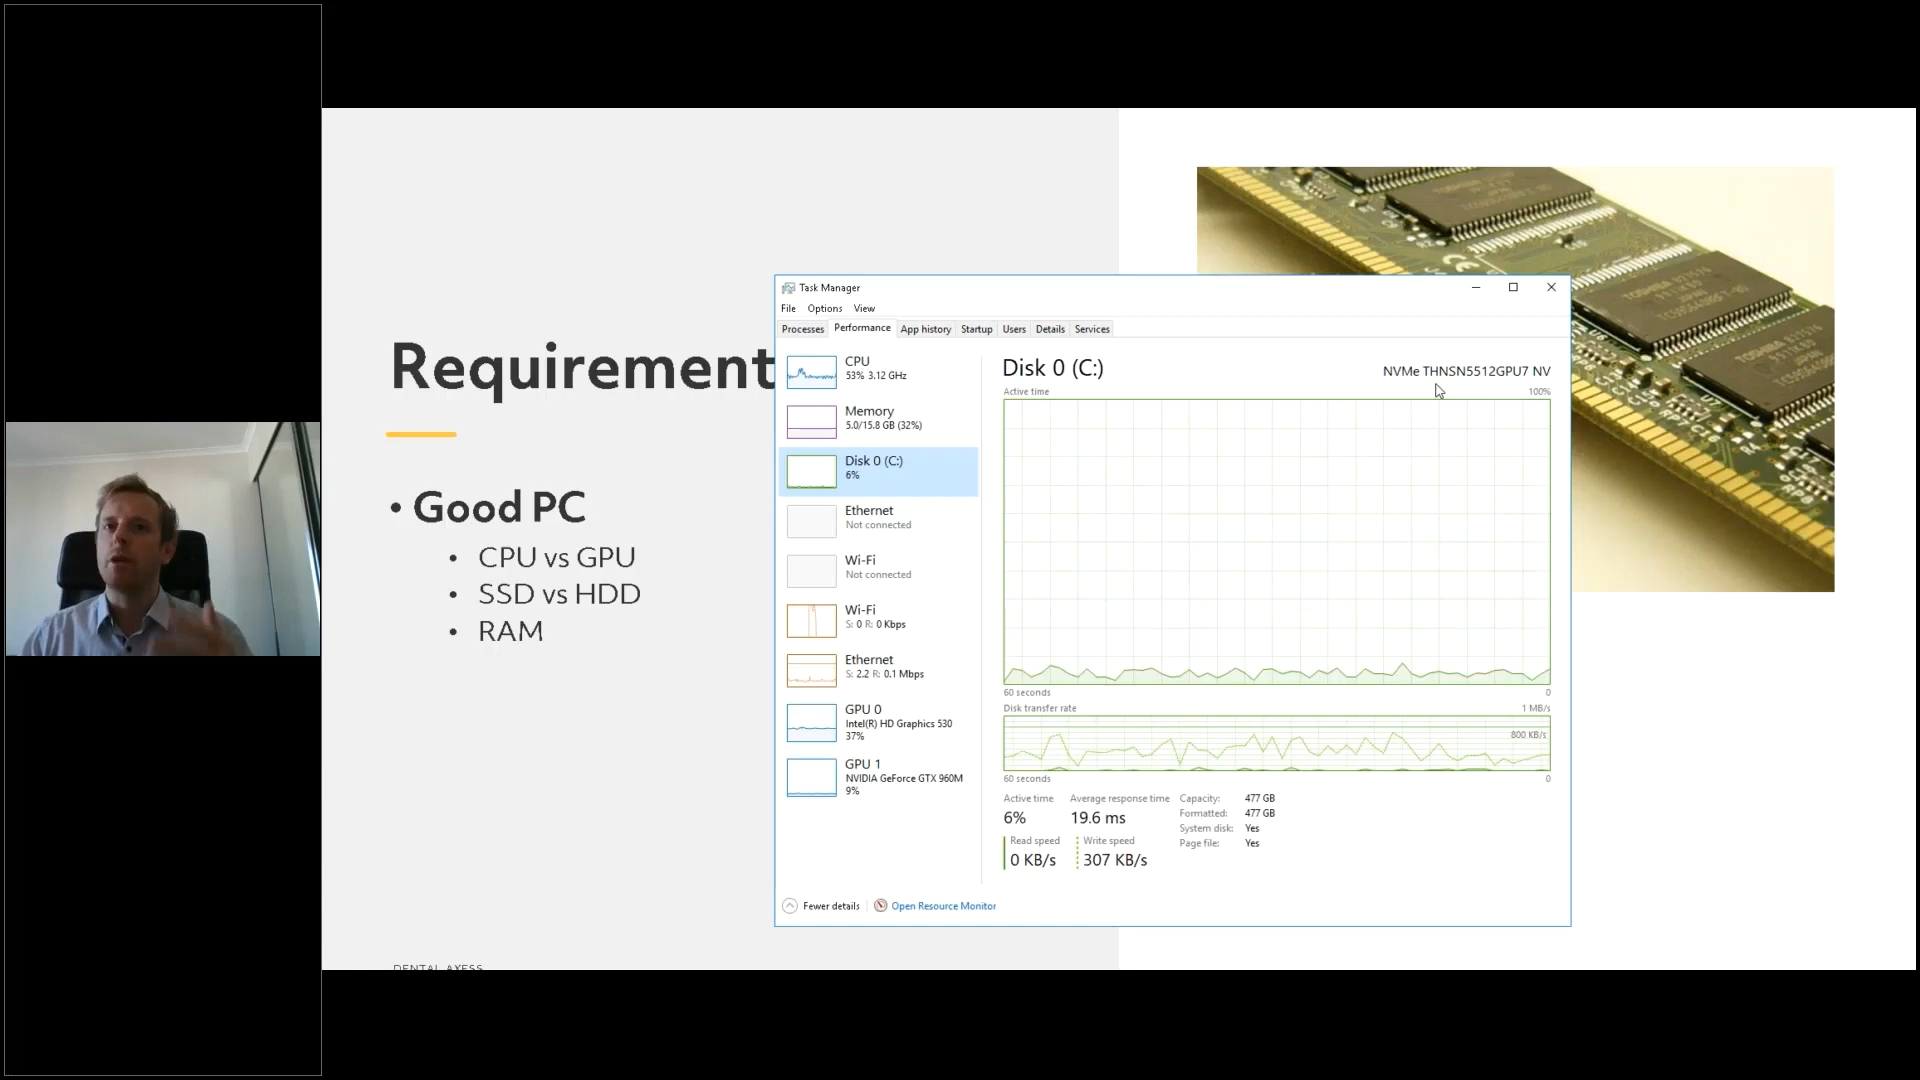 Requirement
• Good PC
• CPU vs GPU
• SSD vs HDD
• RAM
DENTAL AXESS
Task Manager
File Options View
Processes Performance App history Startup Users Details Services
CPU
53% 3.12 GHz
Memory
5.0/15.8 GB (32%)
Disk 0 (C:)
6%
Ethernet
Not connected
Wi-Fi
Not connected
Wi-Fi
S: 0 R: 0 Kbps
Ethernet
S: 2.2 R: 0.1 Mbps
GPU 0
Intel(R) HD Graphics 530
37%
GPU 1
NVIDIA GeForce GTX 960M
9%
Disk 0 (C:) NVMe THNSN5512GPU7 NV
Active time 100%
60 seconds 0
Disk transfer rate 1 MB/s
800 KB/s
60 seconds 0
Active time Average response time
6% 19.6 ms
Read speed Write speed
0 KB/s 307 KB/s
Capacity: 477 GB
Formatted: 477 GB
System disk: Yes
Page file: Yes
Fewer details Open Resource Monitor